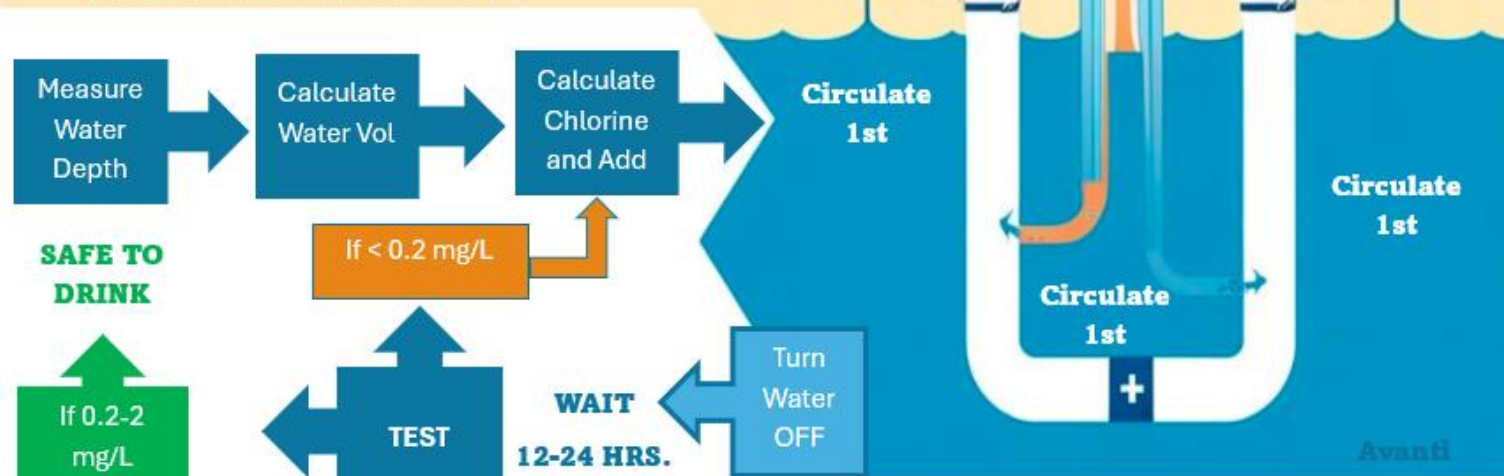 Measure
Water
Depth
Calculate
Water Vol
Calculate
Chlorine
and Add
Circulate
1st
Circulate
1st
Circulate
1st
Turn
Water
OFF
WAIT
12-24 HRS.
TEST
If < 0.2 mg/L
If 0.2-2
mg/L
SAFE TO
DRINK
+
Avanti